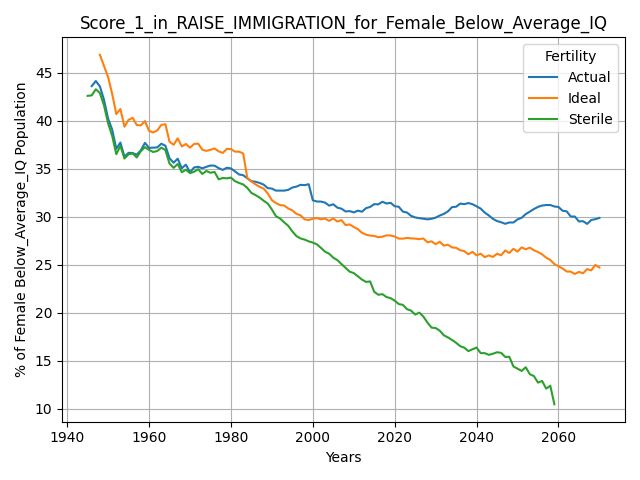 Score_1_in_RAISE_IMMIGRATION_for_Female_Below_Average_IQ
Fertility
Actual
Ideal
Sterile
% of Female Below_Average_IQ Population
45
40
35
30
25
20
15
10
1940 1960 1980 2000 2020 2040 2060
Years